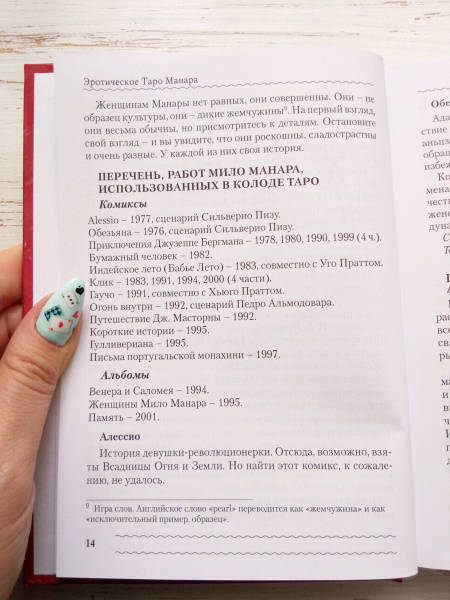 Эротическое Таро Манара
Женщинам Манары нет равных, они совершенны. Они – не
образец культуры, они – дикие жемчужины⁹. На первый взгляд,
они весьма обычны, но присмотритесь к деталям. Остановите
свой взгляд – и вы увидите, что они роскошны, сладострастны
и очень разные. У каждой из них своя история.
ПЕРЕЧЕНЬ, РАБОТ МИЛО МАНАРА,
ИСПОЛЬЗОВАННЫХ В КОЛОДЕ ТАРО
Комиксы
Alessio – 1977, сценарий Сильверио Пизу.
Обезьяна – 1976, сценарий Сильверио Пизу.
Приключения Джузеппе Бергмана – 1978, 1980, 1990, 1999 (4 ч.).
Бумажный человек – 1982.
Индейское лето (Бабье Лето) – 1983, совместно с Уго Праттом.
Клик – 1983, 1991, 1994, 2000 (4 части).
Гаучо – 1991, совместно с Хьюго Праттом.
Огонь внутри – 1992, сценарий Педро Альмодовара.
Путешествие Дж. Масторны – 1992.
Короткие истории – 1995.
Гулливериана – 1995.
Письма португальской монахини – 1997.
Альбомы
Венера и Саломея – 1994.
Женщины Мило Манара – 1995.
Память – 2001.
Алессио
История девушки-революционерки. Отсюда, возможно, взя-
ты Всадницы Огня и Земли. Но найти этот комикс, к сожале-
нию, не удалось.
⁹ Игра слов. Английское слово «pearl» переводится как «жемчужина» и как
«исключительный пример, образец».
14